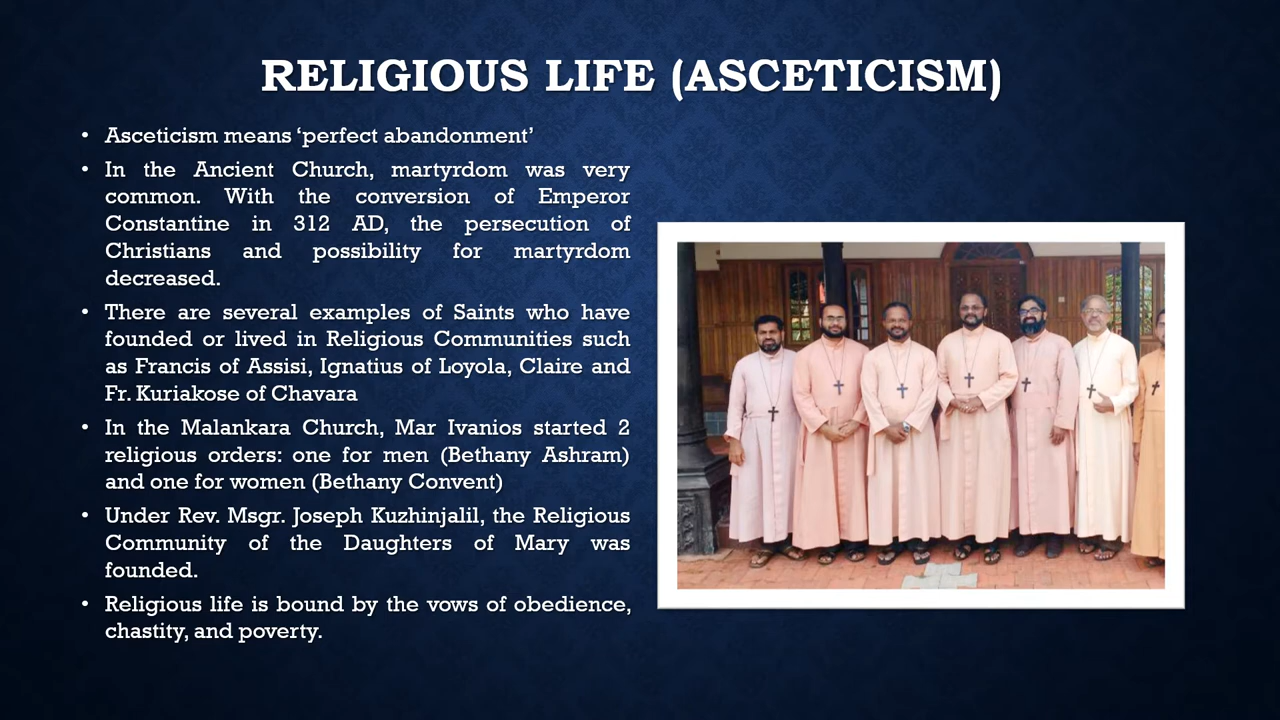 RELIGIOUS LIFE (ASCETICISM)
• Asceticism means ‘perfect abandonment’
• In the Ancient Church, martyrdom was very
common. With the conversion of Emperor
Constantine in 312 AD, the persecution of
Christians and possibility for martyrdom
decreased.
• There are several examples of Saints who have
founded or lived in Religious Communities such
as Francis of Assisi, Ignatius of Loyola, Claire and
Fr. Kuriakose of Chavara
• In the Malankara Church, Mar Ivanios started 2
religious orders: one for men (Bethany Ashram)
and one for women (Bethany Convent)
• Under Rev. Msgr. Joseph Kuzhinjalil, the Religious
Community of the Daughters of Mary was
founded.
• Religious life is bound by the vows of obedience,
chastity, and poverty.